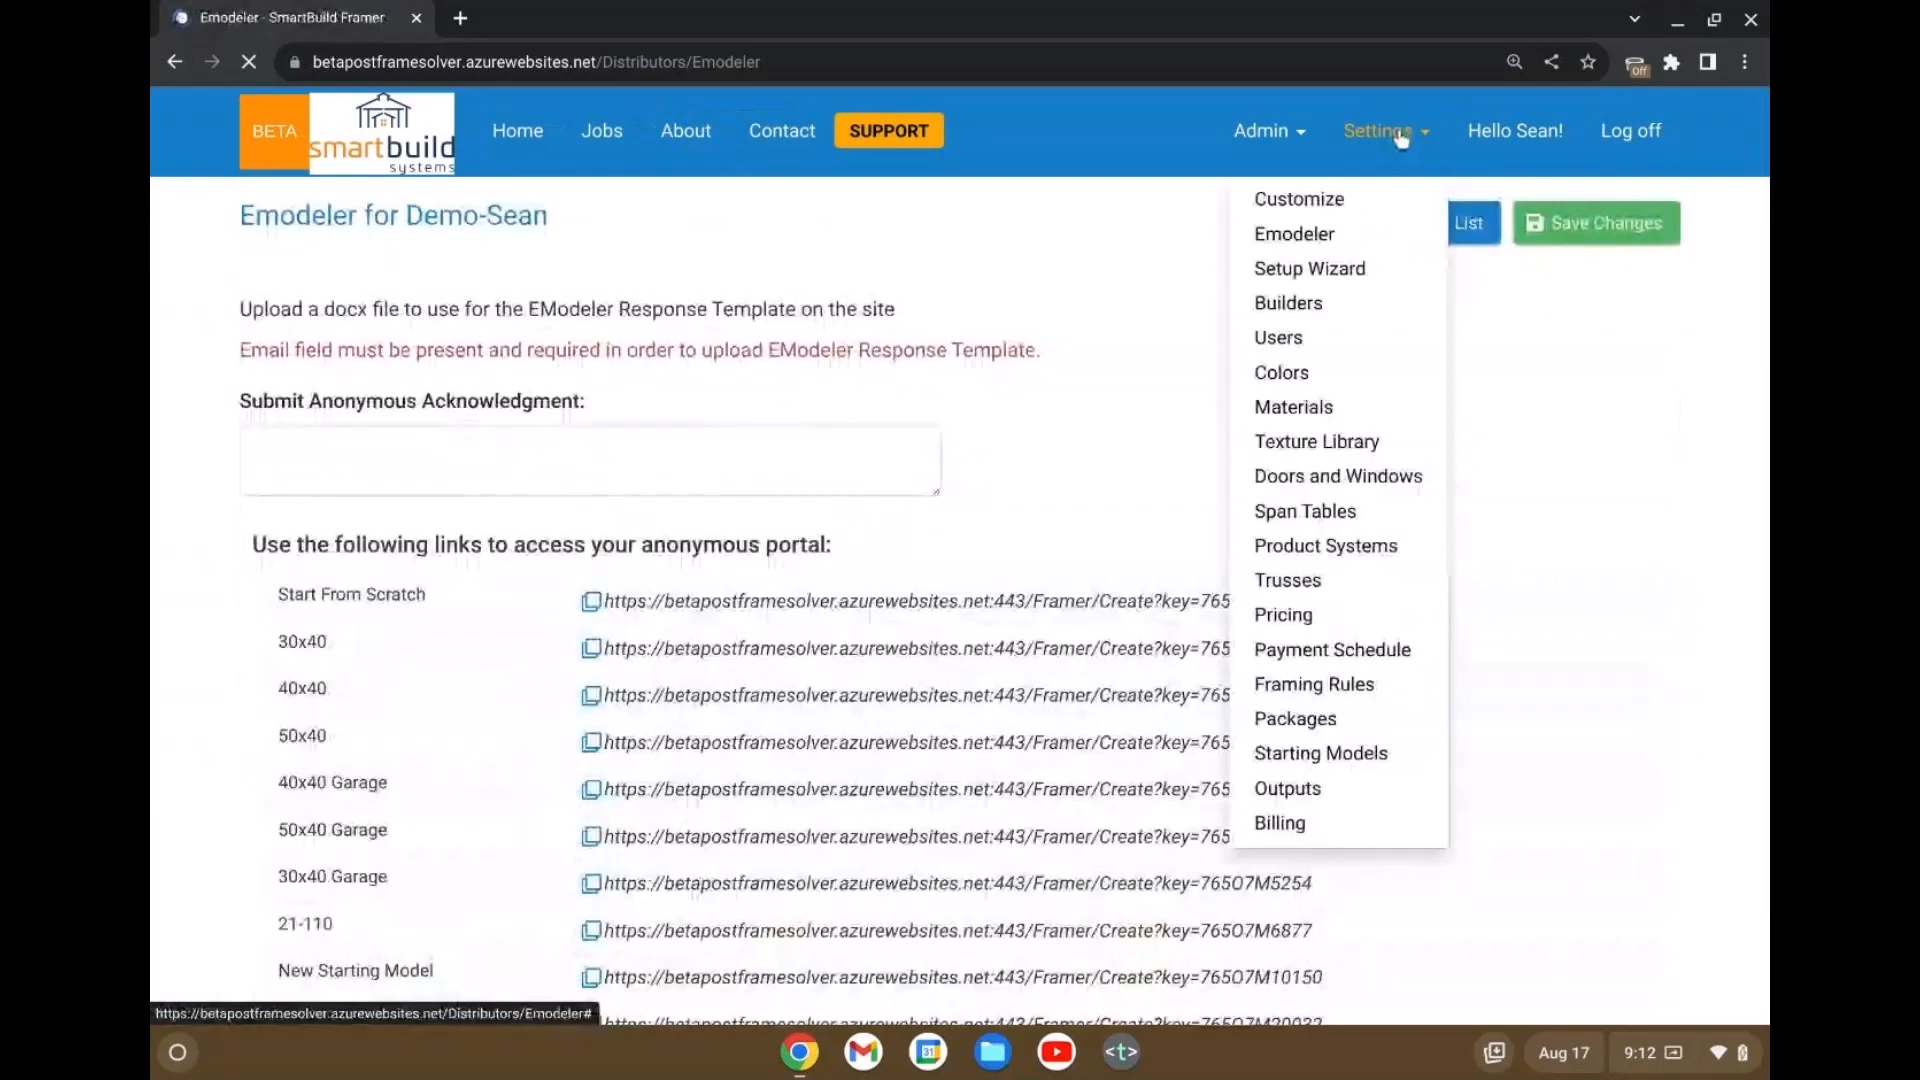 Emodeler - SmartBuild Framer
betapostframesolver.azurewebsites.net/Distributors/Emodeler
Off
BETA
smartbuild
systems
Home
Jobs
About
Contact
SUPPORT
Admin
Settings
Hello Sean!
Log off
Emodeler for Demo-Sean
List
Save Changes
Upload a docx file to use for the EModeler Response Template on the site
Email field must be present and required in order to upload EModeler Response Template.
Submit Anonymous Acknowledgment:
Use the following links to access your anonymous portal:
Start From Scratch
https://betapostframesolver.azurewebsites.net:443/Framer/Create?key=765
30x40
https://betapostframesolver.azurewebsites.net:443/Framer/Create?key=765
40x40
https://betapostframesolver.azurewebsites.net:443/Framer/Create?key=765
50x40
https://betapostframesolver.azurewebsites.net:443/Framer/Create?key=765
40x40 Garage
https://betapostframesolver.azurewebsites.net:443/Framer/Create?key=765
50x40 Garage
https://betapostframesolver.azurewebsites.net:443/Framer/Create?key=765
30x40 Garage
https://betapostframesolver.azurewebsites.net:443/Framer/Create?key=765O7M5254
21-110
https://betapostframesolver.azurewebsites.net:443/Framer/Create?key=765O7M6877
New Starting Model
https://betapostframesolver.azurewebsites.net:443/Framer/Create?key=765O7M10150
Customize
Emodeler
Setup Wizard
Builders
Users
Colors
Materials
Texture Library
Doors and Windows
Span Tables
Product Systems
Trusses
Pricing
Payment Schedule
Framing Rules
Packages
Starting Models
Outputs
Billing
https://betapostframesolver.azurewebsites.net/Distributors/Emodeler#
31
<t>
Aug 17
9:12